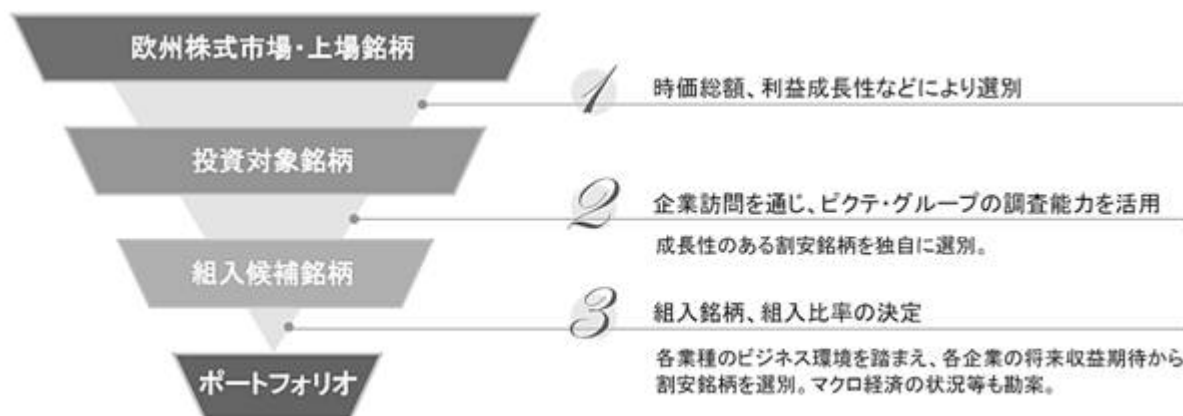 欧州株式市場・上場銘柄
1
時価総額、利益成長性などにより選別
投資対象銘柄
2
企業訪問を通じ、ピクテ・グループの調査能力を活用
成長性のある割安銘柄を独自に選別。
組入候補銘柄
3
組入銘柄、組入比率の決定
各業種のビジネス環境を踏まえ、各企業の将来収益期待から
割安銘柄を選別。マクロ経済の状況等も勘案。
ポートフォリオ